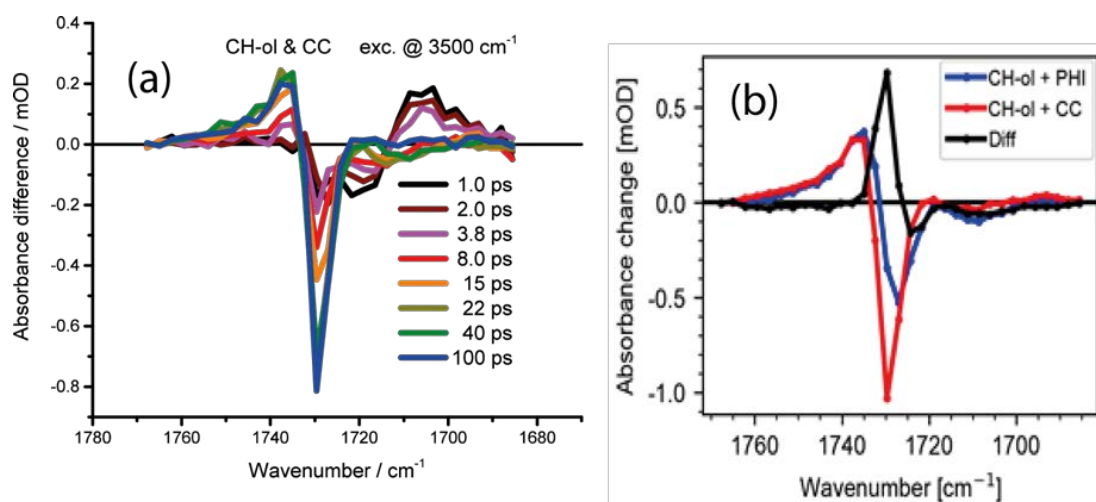 (a)
CH-ol & CC exc. @ 3500 cm⁻¹
Absorbance difference / mOD
0.4
0.2
0.0
-0.2
-0.4
-0.6
-0.8
1.0 ps
2.0 ps
3.8 ps
8.0 ps
15 ps
22 ps
40 ps
100 ps
1780 1760 1740 1720 1700 1680
Wavenumber / cm⁻¹
(b)
CH-ol + PHI
CH-ol + CC
Diff
Absorbance change [mOD]
0.5
0.0
-0.5
-1.0
1760 1740 1720 1700
Wavenumber [cm⁻¹]